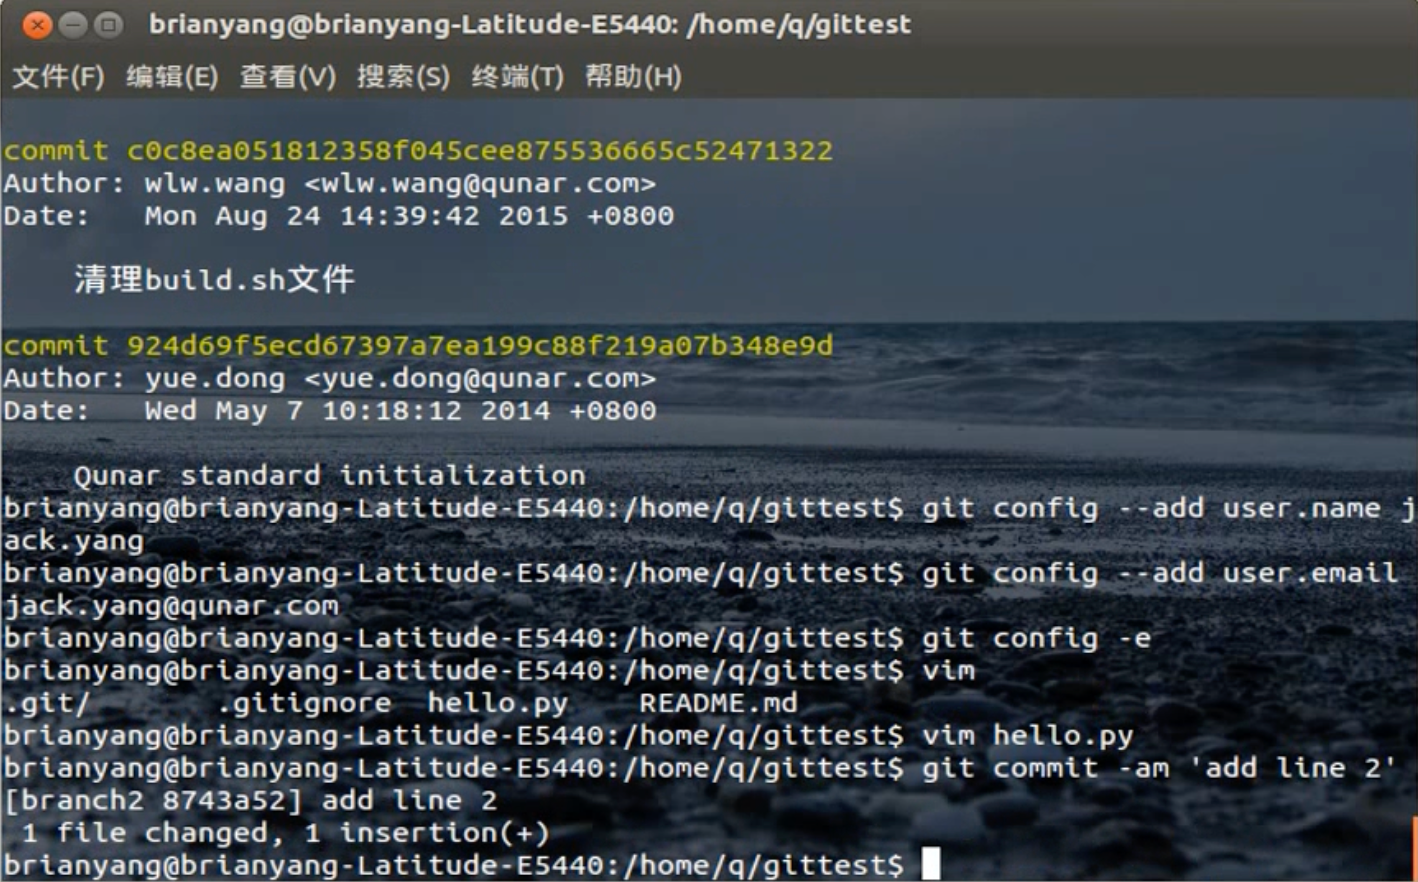 brianyang@brianyang-Latitude-E5440: /home/q/gittest
文件(F) 编辑(E) 查看(V) 搜索(S) 终端(T) 帮助(H)
commit c0c8ea051812358f045cee875536665c52471322
Author: wlw.wang <wlw.wang@qunar.com>
Date:   Mon Aug 24 14:39:42 2015 +0800
清理build.sh文件
commit 924d69f5ecd67397a7ea199c88f219a07b348e9d
Author: yue.dong <yue.dong@qunar.com>
Date:   Wed May 7 10:18:12 2014 +0800
Qunar standard initialization
brianyang@brianyang-Latitude-E5440:/home/q/gittest$ git config --add user.name j
ack.yang
brianyang@brianyang-Latitude-E5440:/home/q/gittest$ git config --add user.email
jack.yang@qunar.com
brianyang@brianyang-Latitude-E5440:/home/q/gittest$ git config -e
brianyang@brianyang-Latitude-E5440:/home/q/gittest$ vim
.git/       .gitignore  hello.py    README.md
brianyang@brianyang-Latitude-E5440:/home/q/gittest$ vim hello.py
brianyang@brianyang-Latitude-E5440:/home/q/gittest$ git commit -am 'add line 2'
[branch2 8743a52] add line 2
1 file changed, 1 insertion(+)
brianyang@brianyang-Latitude-E5440:/home/q/gittest$